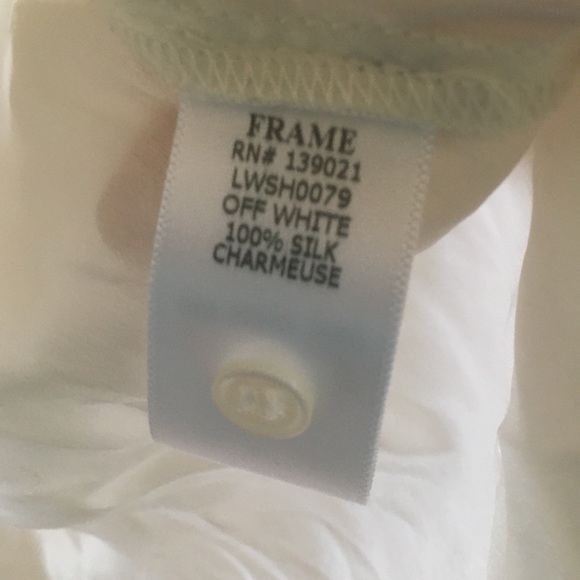 FRAME
RN# 139021
LWSH0079
OFF WHITE
100% SILK
CHARMEUSE